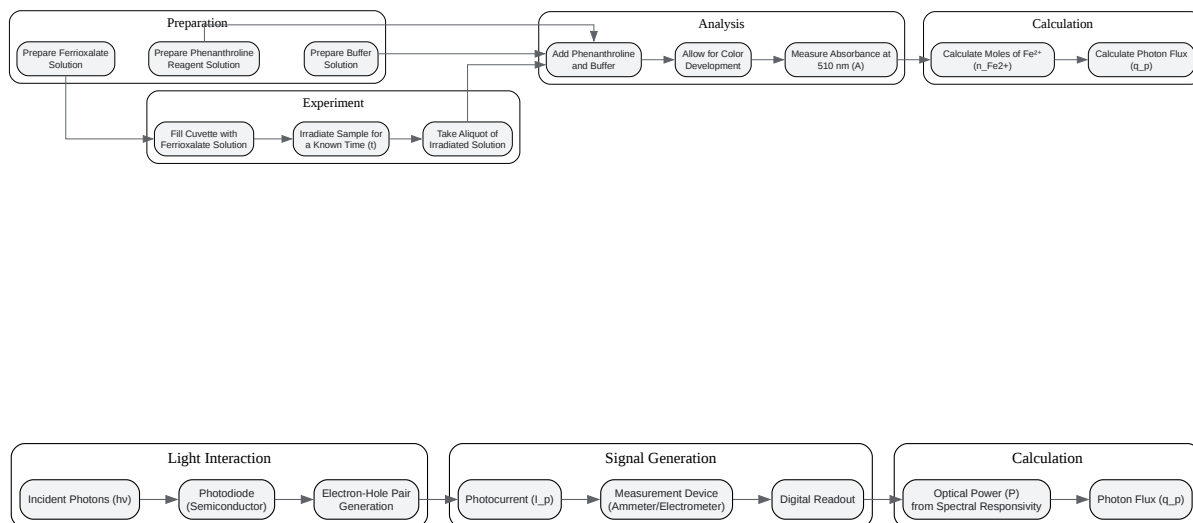 Preparation
Prepare Ferrioxalate
Solution
Prepare Phenanthroline
Reagent Solution
Prepare Buffer
Solution
Experiment
Fill Cuvette with
Ferrioxalate Solution
Irradiate Sample for
a Known Time (t)
Take Aliquot of
Irradiated Solution
Analysis
Add Phenanthroline
and Buffer
Allow for Color
Development
Measure Absorbance at
510 nm (A)
Calculation
Calculate Moles of Fe²⁺
(n_Fe2+)
Calculate Photon Flux
(q_p)
Light Interaction
Incident Photons (hν)
Photodiode
(Semiconductor)
Electron-Hole Pair
Generation
Signal Generation
Photocurrent (I_p)
Measurement Device
(Ammeter/Electrometer)
Digital Readout
Calculation
Optical Power (P)
from Spectral Responsivity
Photon Flux (q_p)